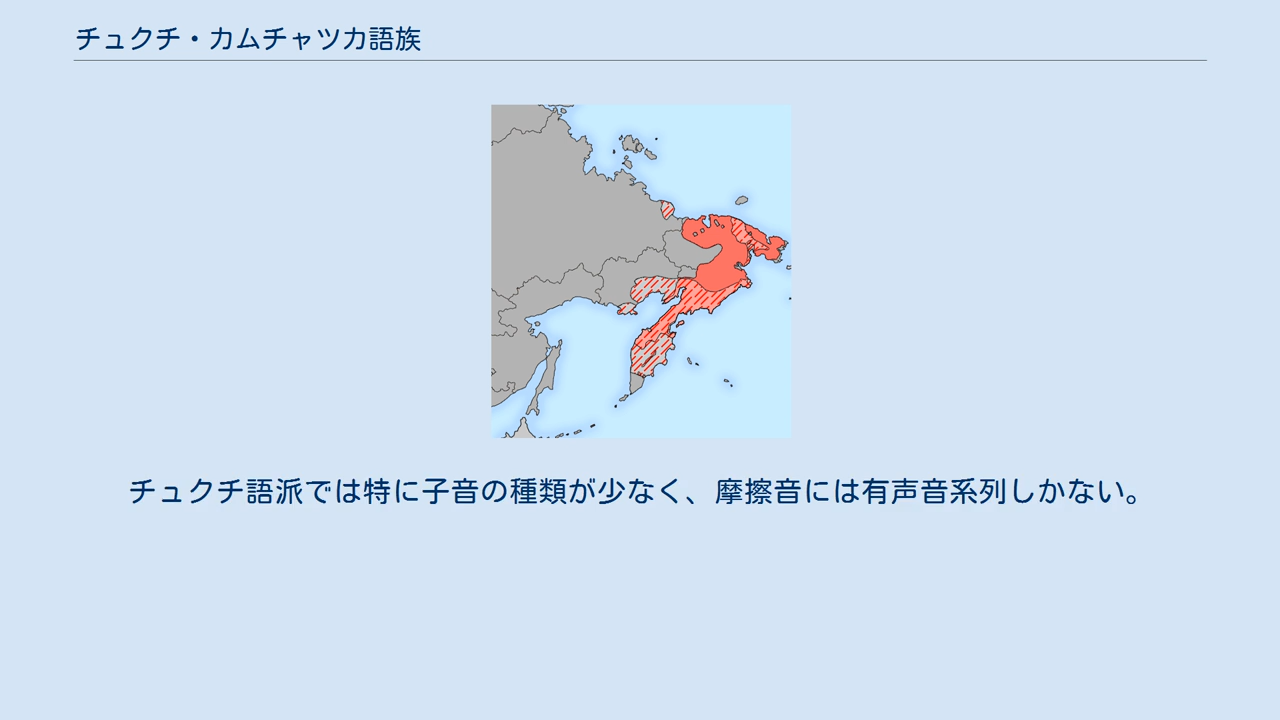 チュクチ・カムチャツカ語族
チュクチ語派では特に子音の種類が少なく、摩擦音には有声音系列しかない。